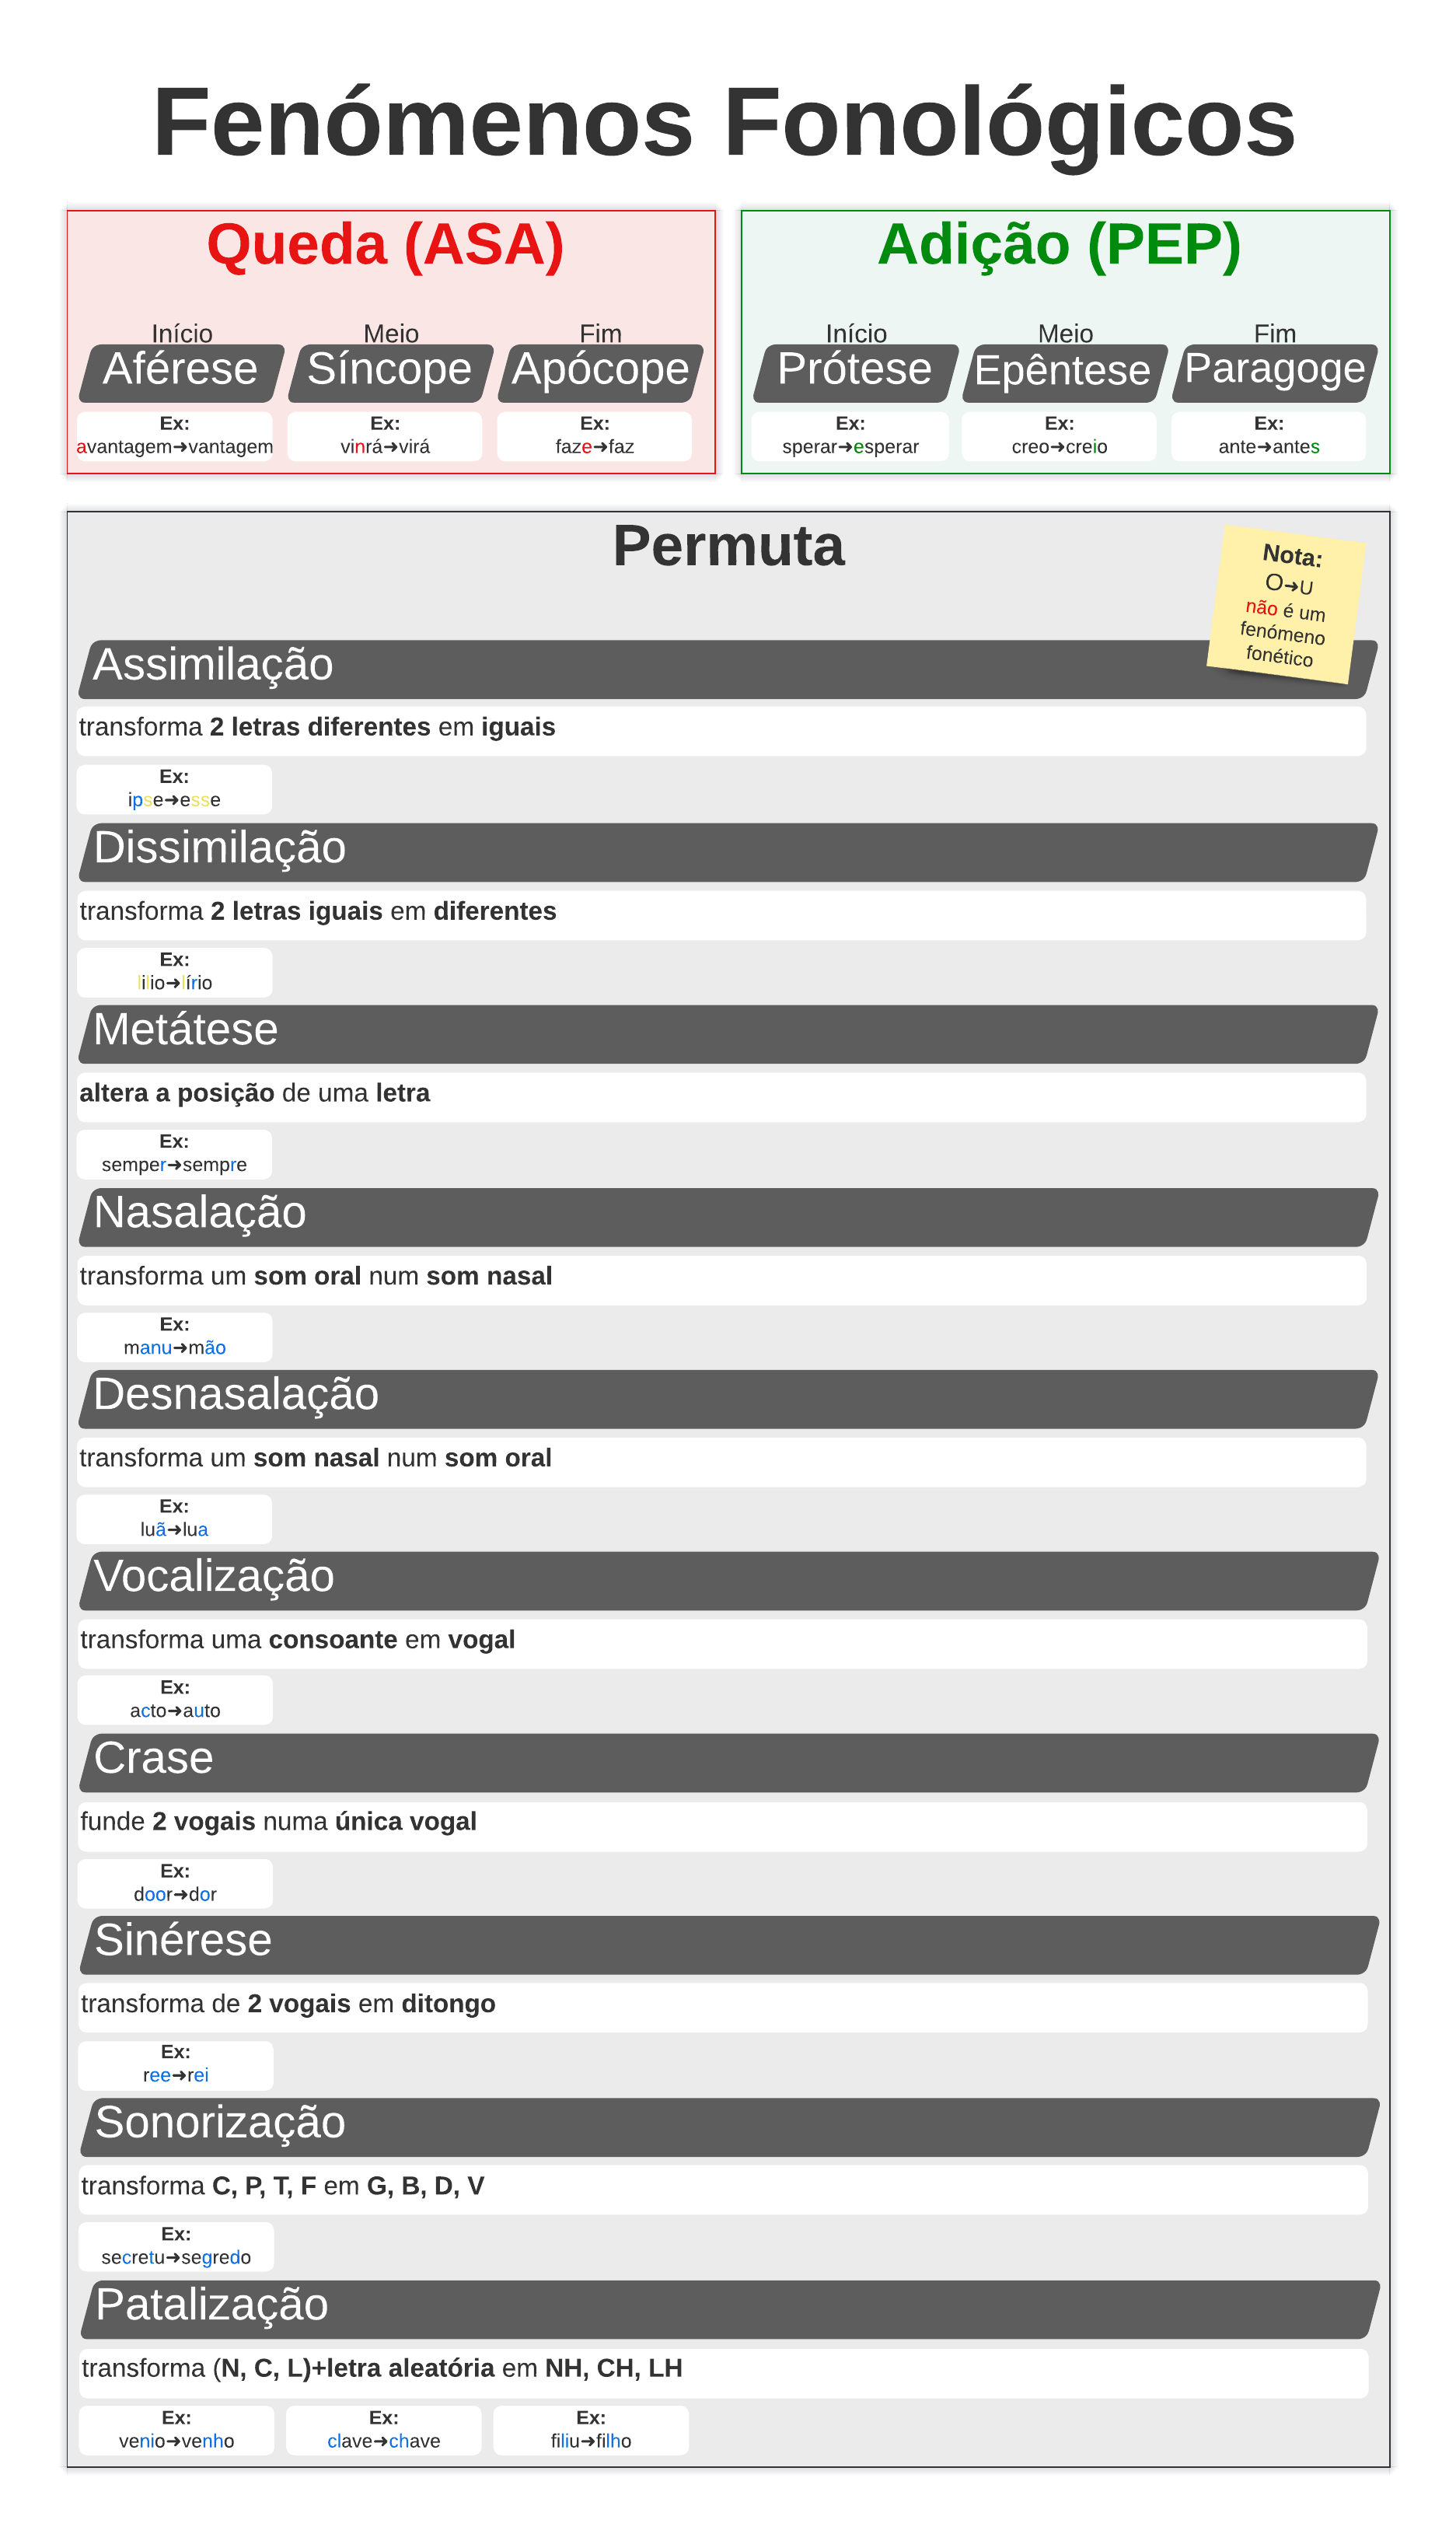 Fenómenos Fonológicos
Queda (ASA)
Início
Aférese
Ex:
avantagem➜vantagem
Meio
Síncope
Ex:
vinrá➜virá
Fim
Apócope
Ex:
faze➜faz
Adição (PEP)
Início
Prótese
Ex:
sperar➜esperar
Meio
Epêntese
Ex:
creo➜creio
Fim
Paragoge
Ex:
ante➜antes
Permuta
Nota:
O➜U
não é um
fenómeno
fonético
Assimilação
transforma 2 letras diferentes em iguais
Ex:
ipse➜esse
Dissimilação
transforma 2 letras iguais em diferentes
Ex:
lilio➜lírio
Metátese
altera a posição de uma letra
Ex:
semper➜sempre
Nasalação
transforma um som oral num som nasal
Ex:
manu➜mão
Desnasalação
transforma um som nasal num som oral
Ex:
luã➜lua
Vocalização
transforma uma consoante em vogal
Ex:
acto➜auto
Crase
funde 2 vogais numa única vogal
Ex:
door➜dor
Sinérese
transforma de 2 vogais em ditongo
Ex:
ree➜rei
Sonorização
transforma C, P, T, F em G, B, D, V
Ex:
secretu➜segredo
Patalização
transforma (N, C, L)+letra aleatória em NH, CH, LH
Ex:
venio➜venho
Ex:
clave➜chave
Ex:
filiu➜filho